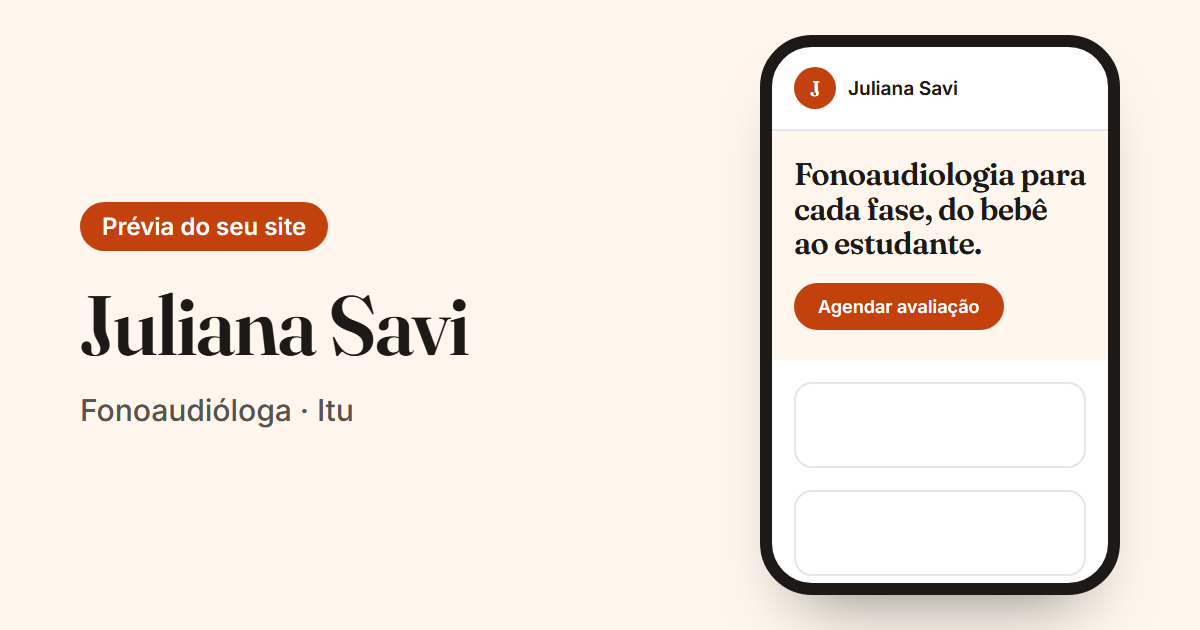 Prévia do seu site
Juliana Savi
Fonoaudióloga · Itu
J
Juliana Savi
Fonoaudiologia para
cada fase, do bebê
ao estudante.
Agendar avaliação